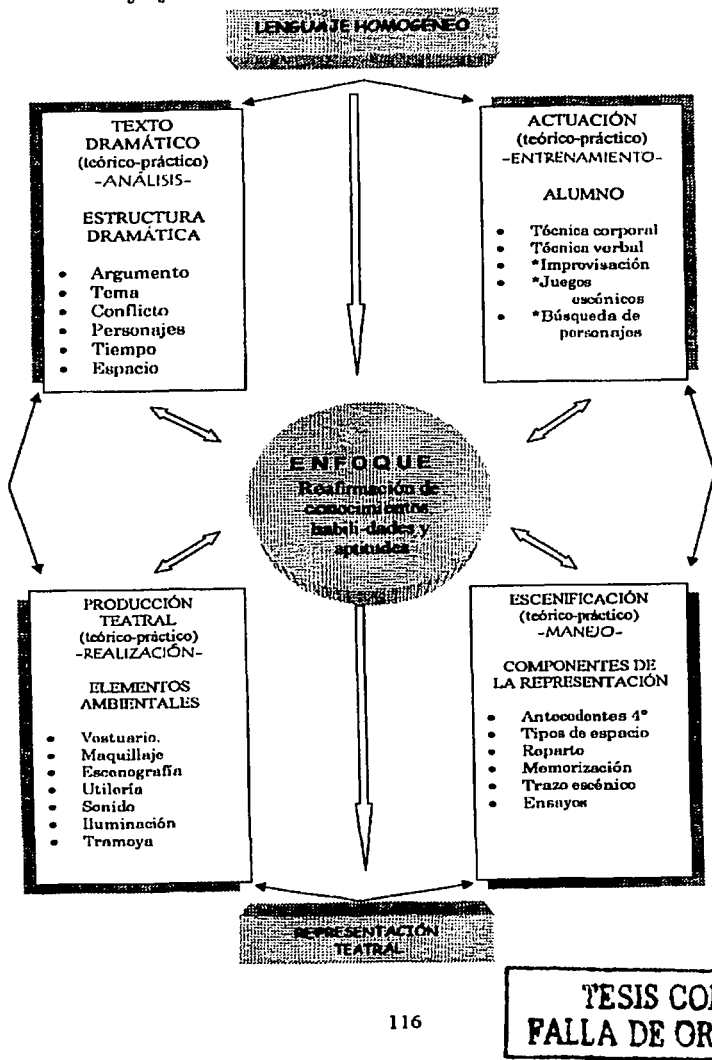 LENGUAJE HOMOGÉNEO
TEXTO
DRAMÁTICO
(teórico-práctico)
-ANÁLISIS-
ESTRUCTURA
DRAMÁTICA
• Argumento
• Tema
• Conflicto
• Personajes
• Tiempo
• Espacio
ACTUACIÓN
(teórico-práctico)
-ENTRENAMIENTO-
ALUMNO
• Técnica corporal
• Técnica verbal
• *Improvisación
• *Juegos
escénicos
• *Búsqueda de
personajes
ENFOQUE
Reafirmación de
conocimientos,
habili-dades y
aptitudes
PRODUCCIÓN
TEATRAL
(teórico-práctico)
-REALIZACIÓN-
ELEMENTOS
AMBIENTALES
• Vestuario.
• Maquillaje
• Escenografía
• Utilería
• Sonido
• Iluminación
• Tramoya
ESCENIFICACIÓN
(teórico-práctico)
-MANEJO-
COMPONENTES DE
LA REPRESENTACIÓN
• Antecedentes 4°
• Tipos de espacio
• Reparto
• Memorización
• Trazo escénico
• Ensayos
REPRESENTACIÓN
TEATRAL
116
TESIS CO
FALLA DE OR